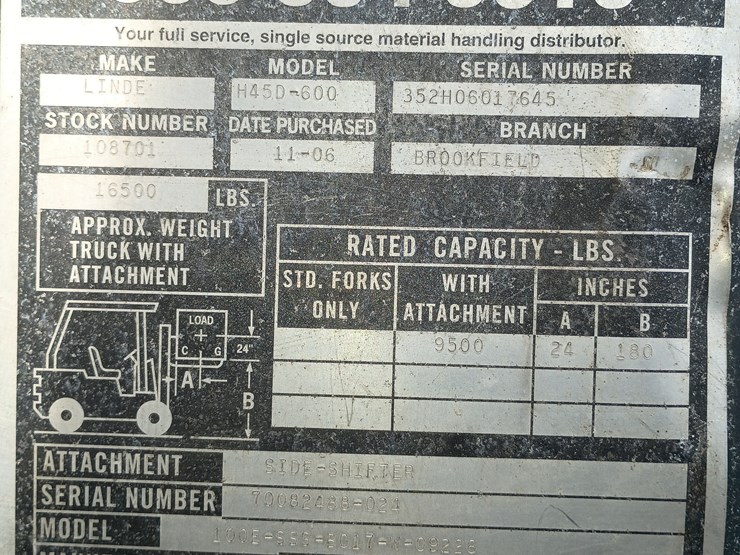 Your full service, single source material handling distributor.
MAKE MODEL SERIAL NUMBER
LINDE H45D-600 352H06017645
STOCK NUMBER DATE PURCHASED BRANCH
108701 11-06 BROOKFIELD
16500 LBS.
APPROX. WEIGHT
TRUCK WITH
ATTACHMENT
RATED CAPACITY - LBS.
STD. FORKS ONLY WITH ATTACHMENT INCHES
A B
9500 24 180
LOAD
C G 24"
A
B
ATTACHMENT SIDE-SHIFTER
SERIAL NUMBER
MODEL